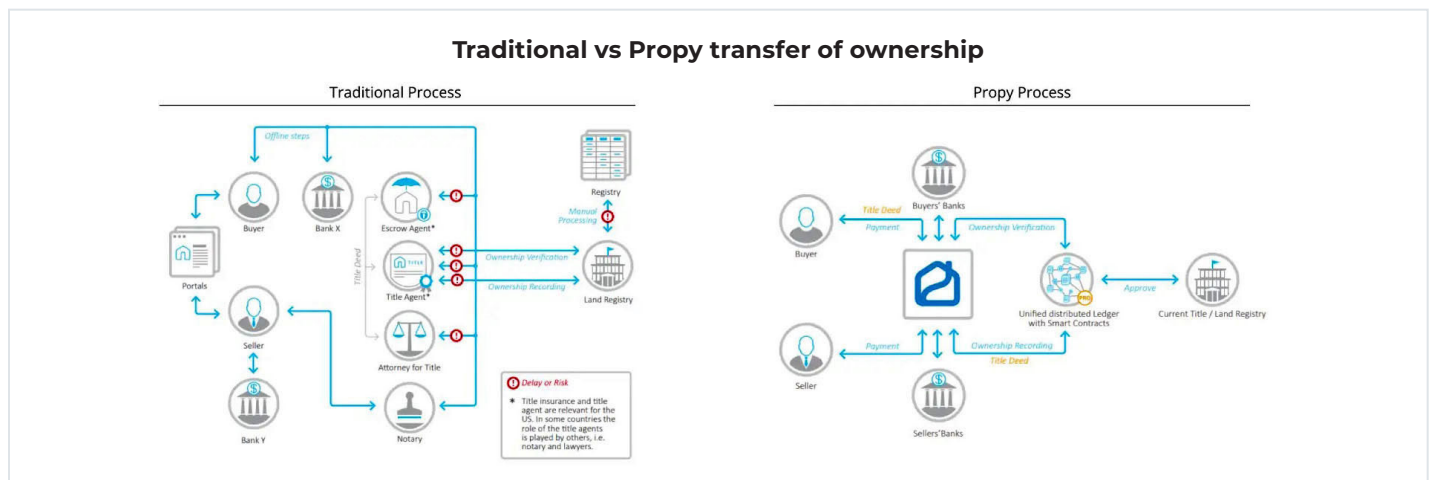 Traditional vs Propy transfer of ownership
Traditional Process
Offline steps
Buyer
Bank X
Escrow Agent*
Portals
Title Deed
TITLE
Title Agent*
Seller
Attorney for Title
Bank Y
Notary
Registry
Manual
Processing
Ownership Verification
Ownership Recording
Land Registry
Delay or Risk
* Title insurance and title
agent are relevant for the
US. In some countries the
role of the title agents
is played by others, i.e.
notary and lawyers.
Propy Process
Buyers' Banks
Title Deed
Payment
Ownership Verification
Buyer
PRO
Unified distributed Ledger
with Smart Contracts
Approve
Current Title / Land Registry
Payment
Ownership Recording
Title Deed
Seller
Sellers'Banks